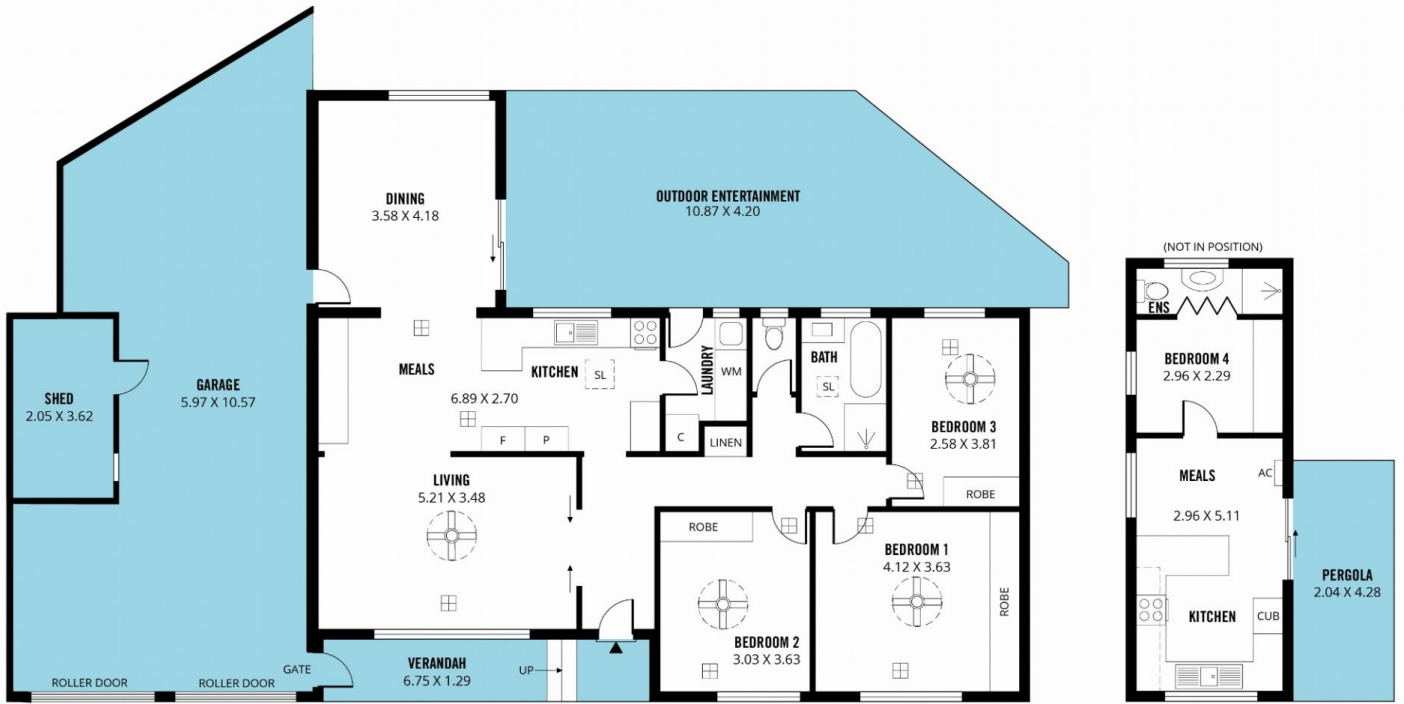 DINING
3.58 X 4.18
OUTDOOR ENTERTAINMENT
10.87 X 4.20
GARAGE
5.97 X 10.57
SHED
2.05 X 3.62
MEALS
KITCHEN
SL
6.89 X 2.70
F
P
LAUNDRY
WM
C
LINEN
BATH
SL
BEDROOM 3
2.58 X 3.81
ROBE
LIVING
5.21 X 3.48
ROBE
BEDROOM 2
3.03 X 3.63
BEDROOM 1
4.12 X 3.63
ROBE
GATE
VERANDAH
6.75 X 1.29
UP
ROLLER DOOR
ROLLER DOOR
(NOT IN POSITION)
ENS
BEDROOM 4
2.96 X 2.29
MEALS
AC
2.96 X 5.11
KITCHEN
CUB
PERGOLA
2.04 X 4.28